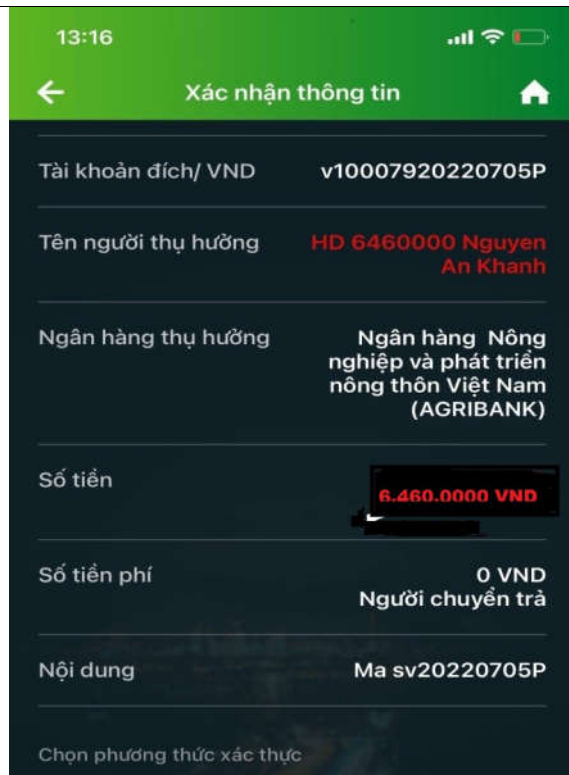 13:16
Xác nhận thông tin
Tài khoản đích/ VND
v10007920220705P
Tên người thụ hưởng
HD 6460000 Nguyen
An Khanh
Ngân hàng thụ hưởng
Ngân hàng Nông
nghiệp và phát triển
nông thôn Việt Nam
(AGRIBANK)
Số tiền
6.460.0000 VND
Số tiền phí
0 VND
Người chuyển trả
Nội dung
Ma sv20220705P
Chọn phương thức xác thực